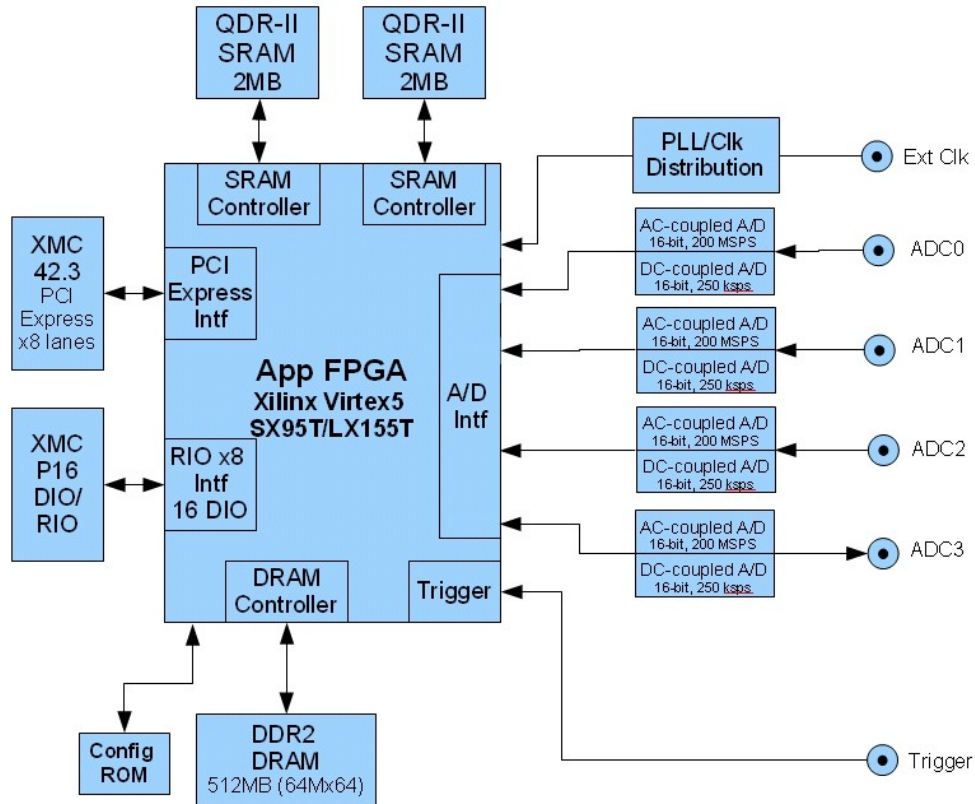 QDR-II
SRAM
2MB
QDR-II
SRAM
2MB
PLL/Clk
Distribution
Ext Clk
SRAM
Controller
SRAM
Controller
AC-coupled A/D
16-bit, 200 MSPS
DC-coupled A/D
16-bit, 250 ksps
ADC0
XMC
42.3
PCI
Express
x8 lanes
PCI
Express
Intf
AC-coupled A/D
16-bit, 200 MSPS
DC-coupled A/D
16-bit, 250 ksps
ADC1
App FPGA
Xilinx Virtex5
SX95T/LX155T
A/D
Intf
XMC
P16
DIO/
RIO
RIO x8
Intf
16 DIO
AC-coupled A/D
16-bit, 200 MSPS
DC-coupled A/D
16-bit, 250 ksps
ADC2
AC-coupled A/D
16-bit, 200 MSPS
DC-coupled A/D
16-bit, 250 ksps
ADC3
DRAM
Controller
Trigger
Config
ROM
DDR2
DRAM
512MB (64Mx64)
Trigger